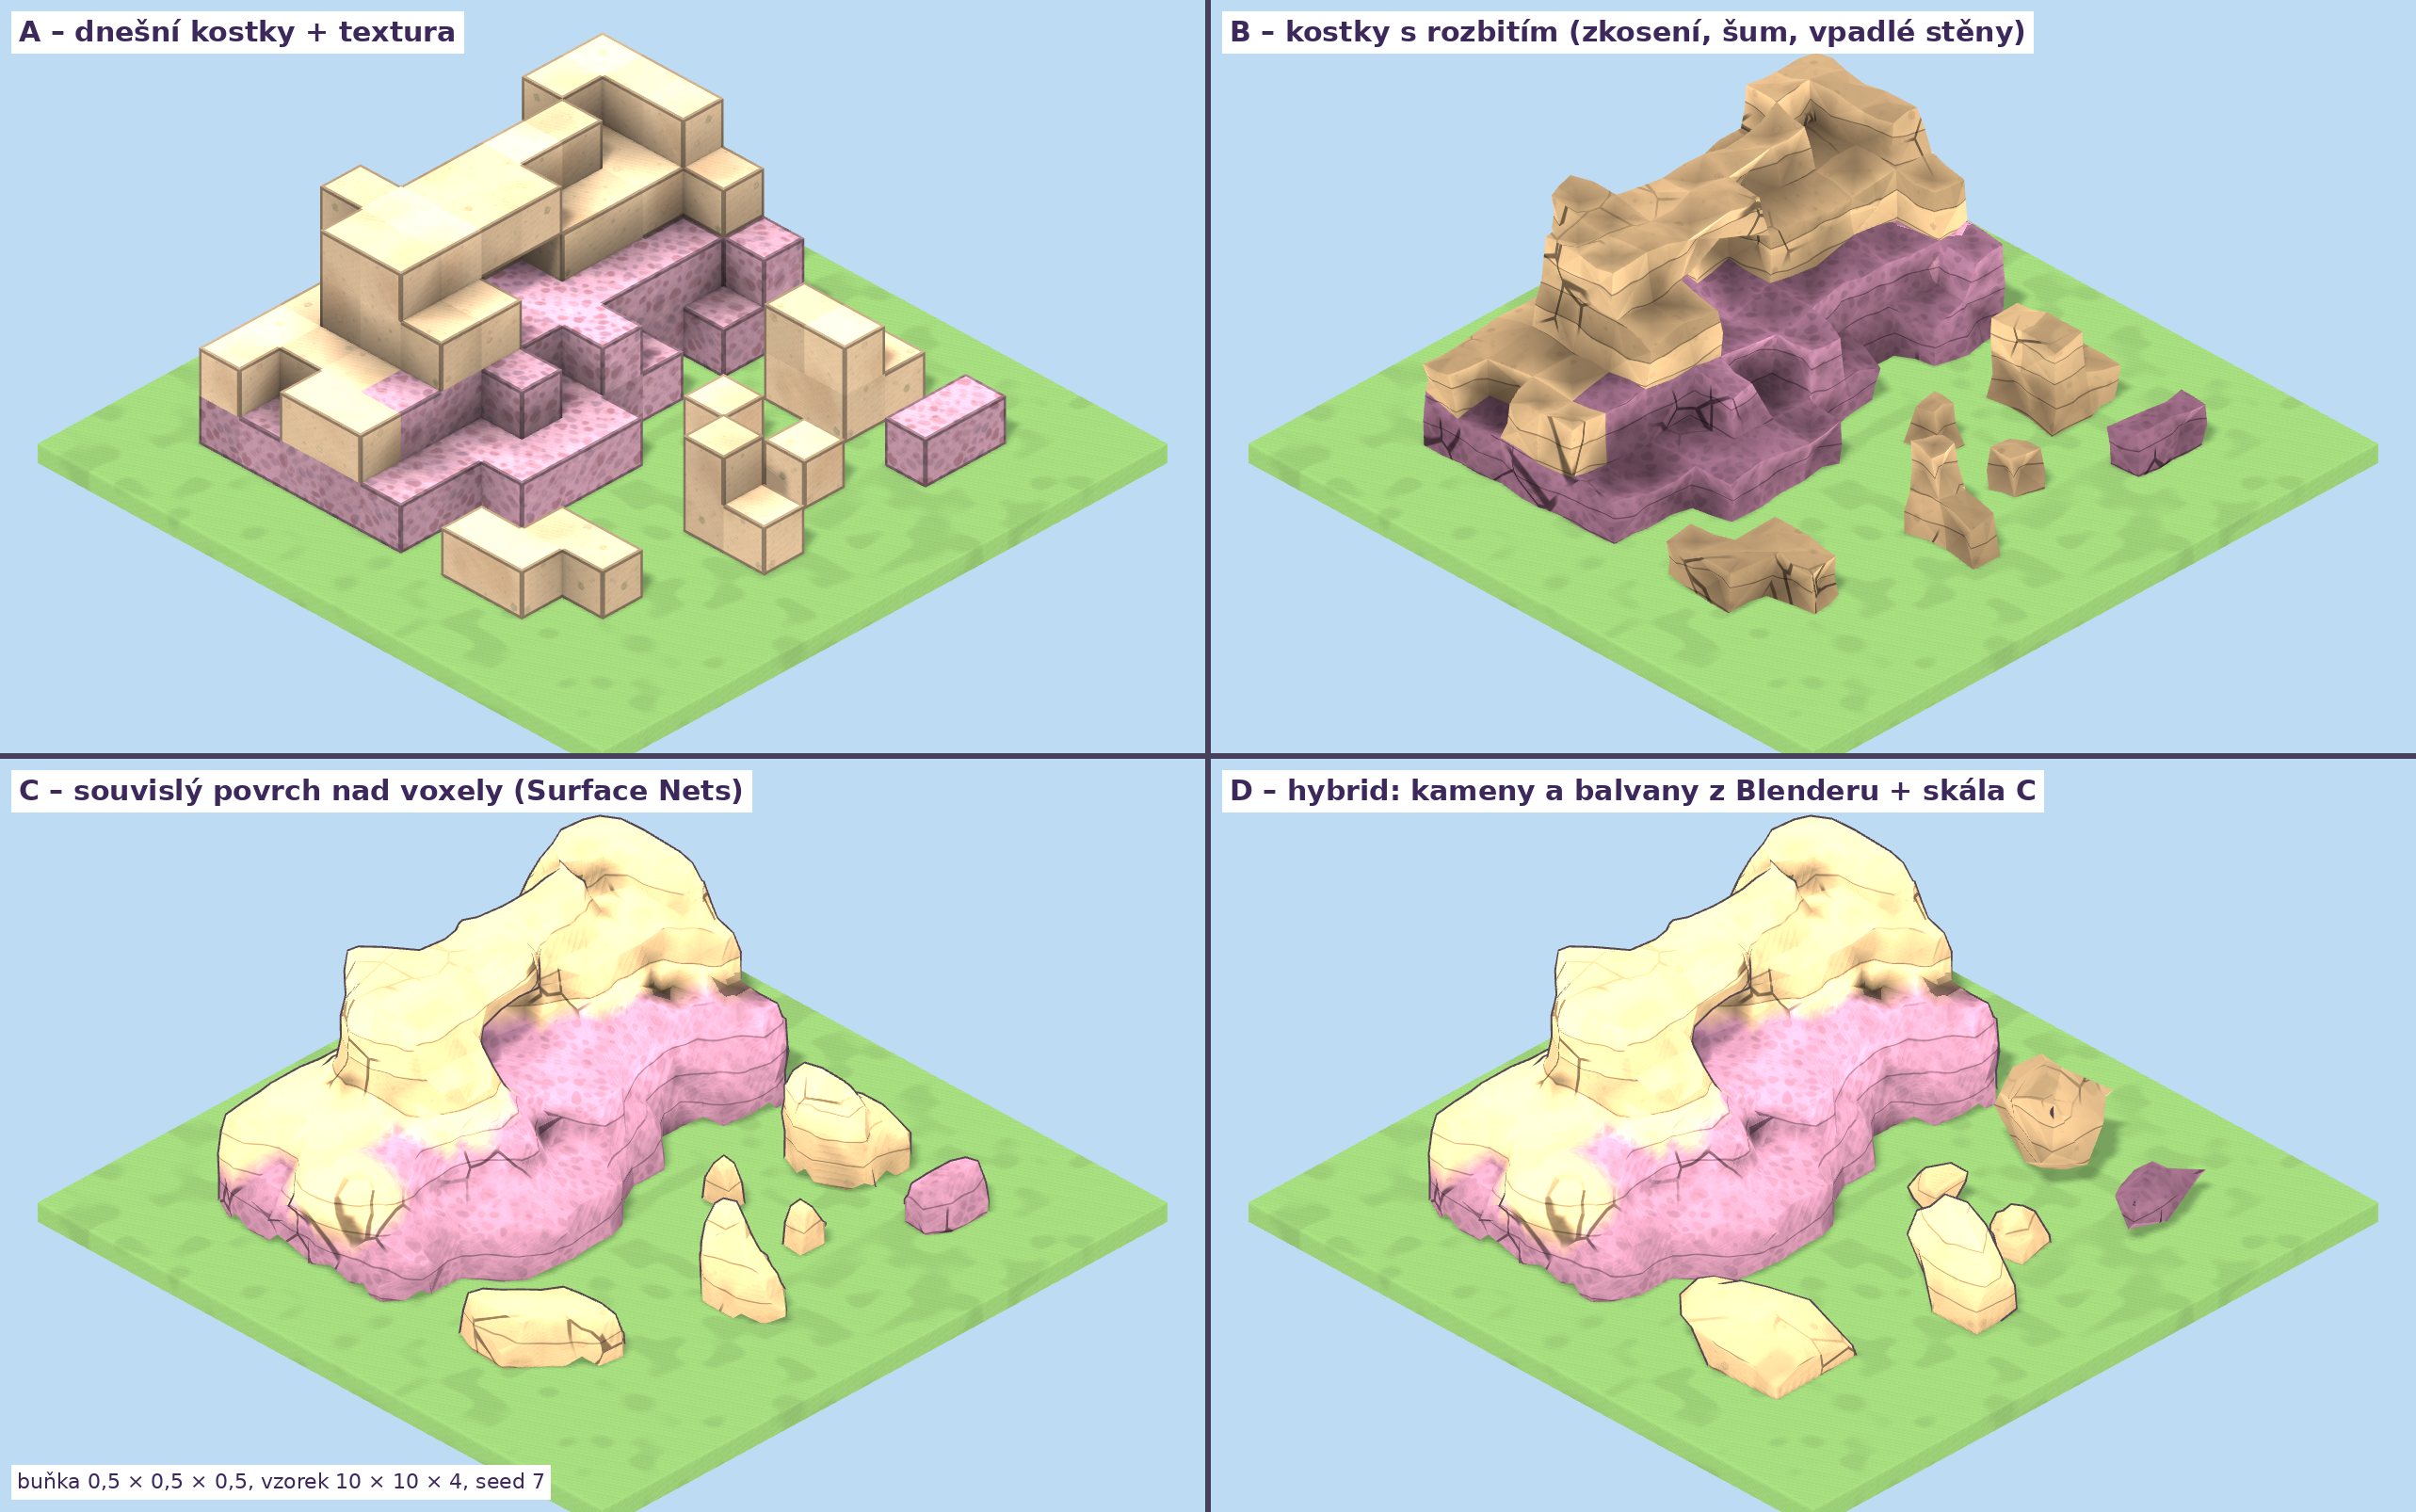 A – dnešní kostky + textura
B – kostky s rozbitím (zkosení, šum, vpadlé stěny)
C – souvislý povrch nad voxely (Surface Nets)
D – hybrid: kameny a balvany z Blenderu + skála C
buňka 0,5 × 0,5 × 0,5, vzorek 10 × 10 × 4, seed 7